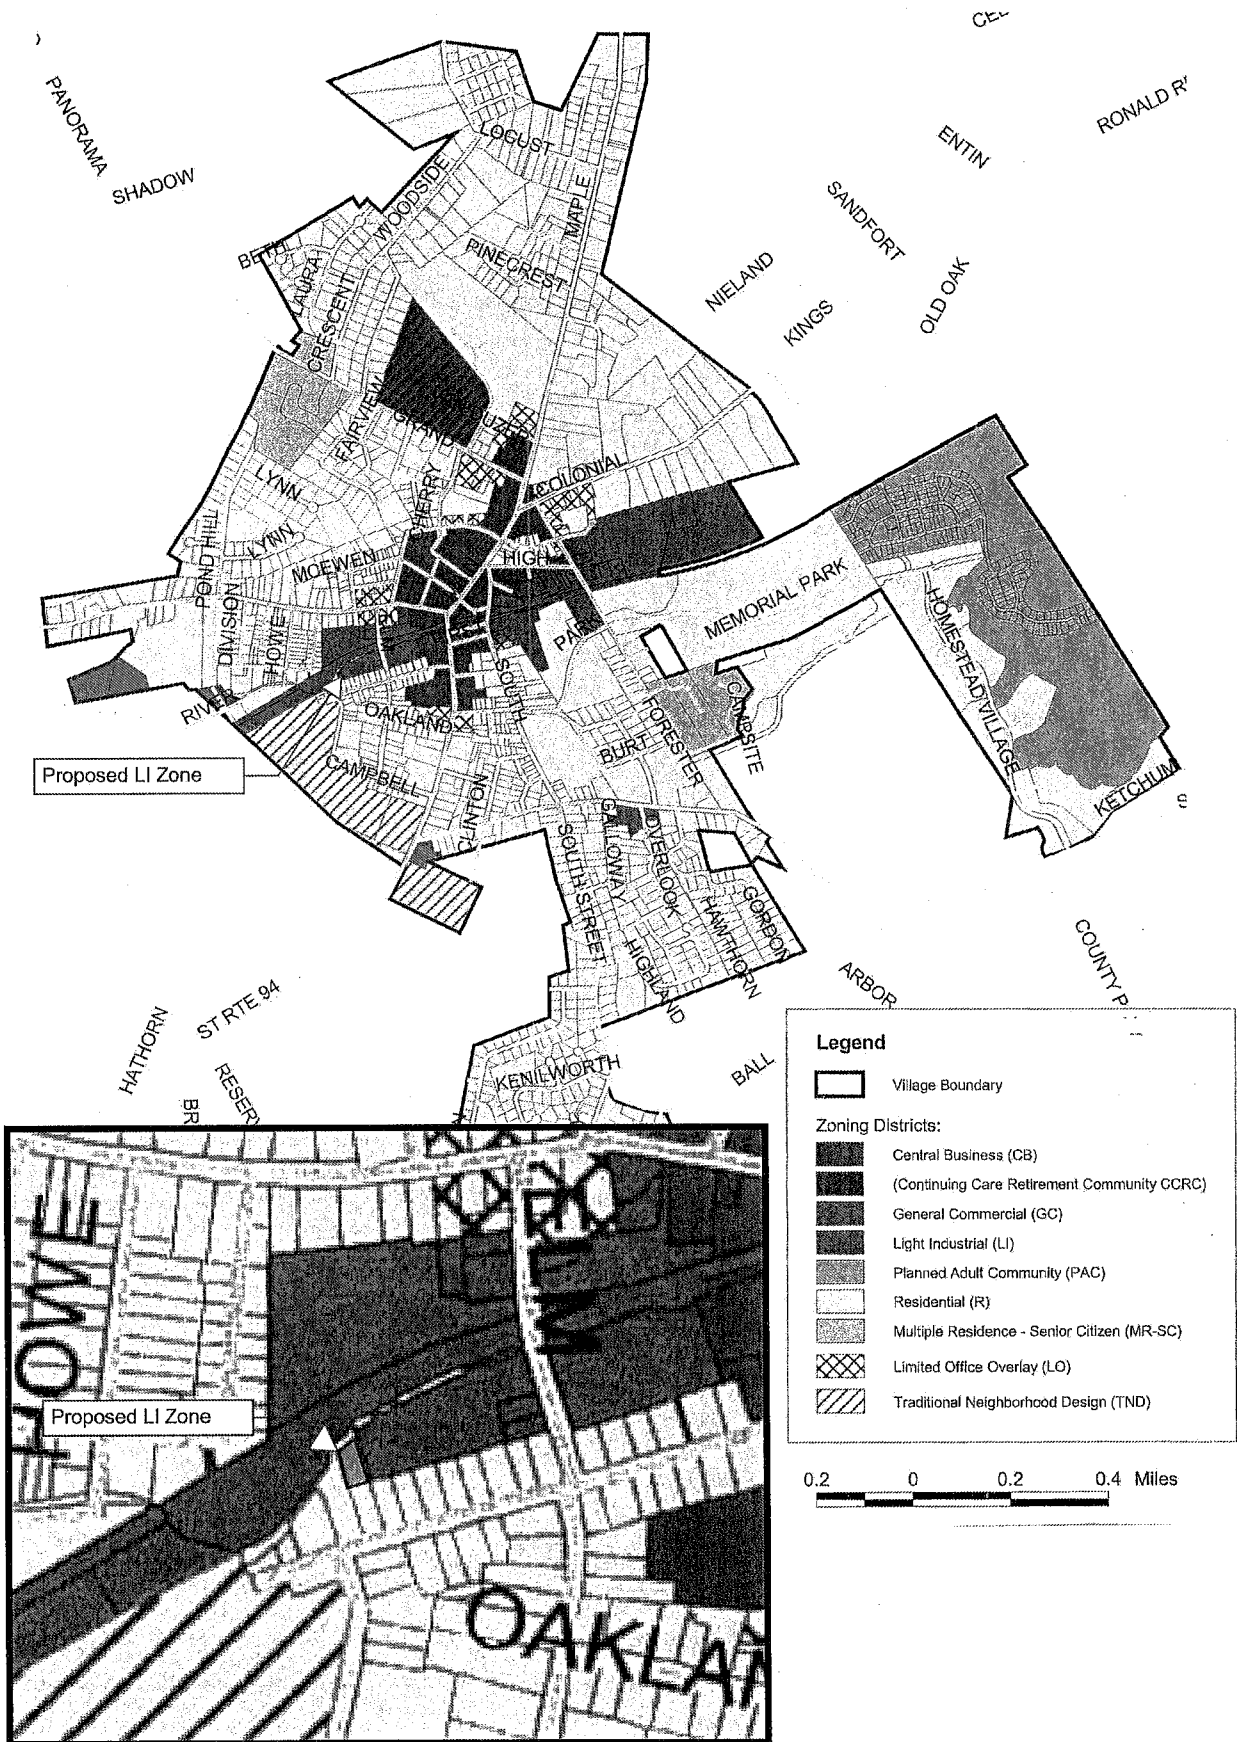 PANORAMA
SHADOW
ENTIN
SANDFORT
NIELAND
KINGS
OLD OAK
LOCUST
WOODSIDE
MAPLE
PINECREST
BETH
LAURA
CRESCENT
FAIRVIEW
GRAND
COLONIAL
LYNN
CHERRY
LYNN
POND HILL
MOEWEN
HIGH
DIVISION
HOWE
PARK
MEMORIAL PARK
HOMESTEAD VILLAGE
SOUTH
RIVER
OAKLAND
FORESTER
CAMPSITE
BURT
Proposed LI Zone
CAMPBELL
CLINTON
KETCHUM
GALLOWAY
OVERLOOK
SOUTH STREET
HAWTHORN
GORDON
HIGHLAND
ARBOR
COUNTY
ST RTE 94
HATHORN
BALL
KENILWORTH
BR
Legend
Village Boundary
Zoning Districts:
Central Business (CB)
(Continuing Care Retirement Community CCRC)
General Commercial (GC)
Light Industrial (LI)
Planned Adult Community (PAC)
Residential (R)
Multiple Residence - Senior Citizen (MR-SC)
Limited Office Overlay (LO)
Traditional Neighborhood Design (TND)
0.2 0 0.2 0.4 Miles
HOWE
ELM
Proposed LI Zone
OAKLAN